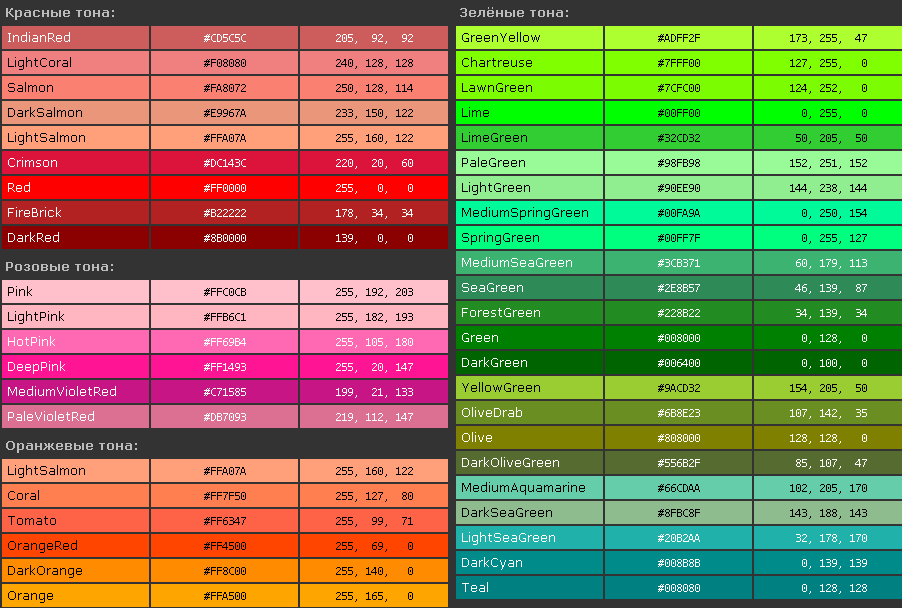 Красные тона:
IndianRed #CD5C5C 205, 92, 92
LightCoral #F08080 240, 128, 128
Salmon #FA8072 250, 128, 114
DarkSalmon #E9967A 233, 150, 122
LightSalmon #FFA07A 255, 160, 122
Crimson #DC143C 220, 20, 60
Red #FF0000 255, 0, 0
FireBrick #B22222 178, 34, 34
DarkRed #8B0000 139, 0, 0
Розовые тона:
Pink #FFC0CB 255, 192, 203
LightPink #FFB6C1 255, 182, 193
HotPink #FF69B4 255, 105, 180
DeepPink #FF1493 255, 20, 147
MediumVioletRed #C71585 199, 21, 133
PaleVioletRed #DB7093 219, 112, 147
Оранжевые тона:
LightSalmon #FFA07A 255, 160, 122
Coral #FF7F50 255, 127, 80
Tomato #FF6347 255, 99, 71
OrangeRed #FF4500 255, 69, 0
DarkOrange #FF8C00 255, 140, 0
Orange #FFA500 255, 165, 0
Зелёные тона:
GreenYellow #ADFF2F 173, 255, 47
Chartreuse #7FFF00 127, 255, 0
LawnGreen #7CFC00 124, 252, 0
Lime #00FF00 0, 255, 0
LimeGreen #32CD32 50, 205, 50
PaleGreen #98FB98 152, 251, 152
LightGreen #90EE90 144, 238, 144
MediumSpringGreen #00FA9A 0, 250, 154
SpringGreen #00FF7F 0, 255, 127
MediumSeaGreen #3CB371 60, 179, 113
SeaGreen #2E8B57 46, 139, 87
ForestGreen #228B22 34, 139, 34
Green #008000 0, 128, 0
DarkGreen #006400 0, 100, 0
YellowGreen #9ACD32 154, 205, 50
OliveDrab #6B8E23 107, 142, 35
Olive #808000 128, 128, 0
DarkOliveGreen #556B2F 85, 107, 47
MediumAquamarine #66CDAA 102, 205, 170
DarkSeaGreen #8FBC8F 143, 188, 143
LightSeaGreen #20B2AA 32, 178, 170
DarkCyan #008B8B 0, 139, 139
Teal #008080 0, 128, 128